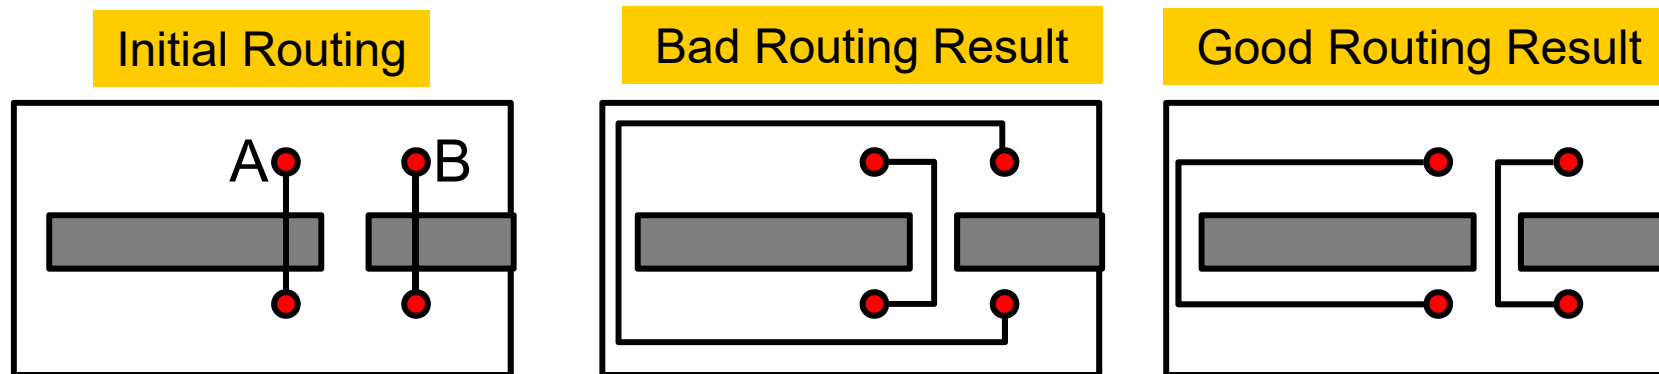 Initial Routing
Bad Routing Result
Good Routing Result
A
B